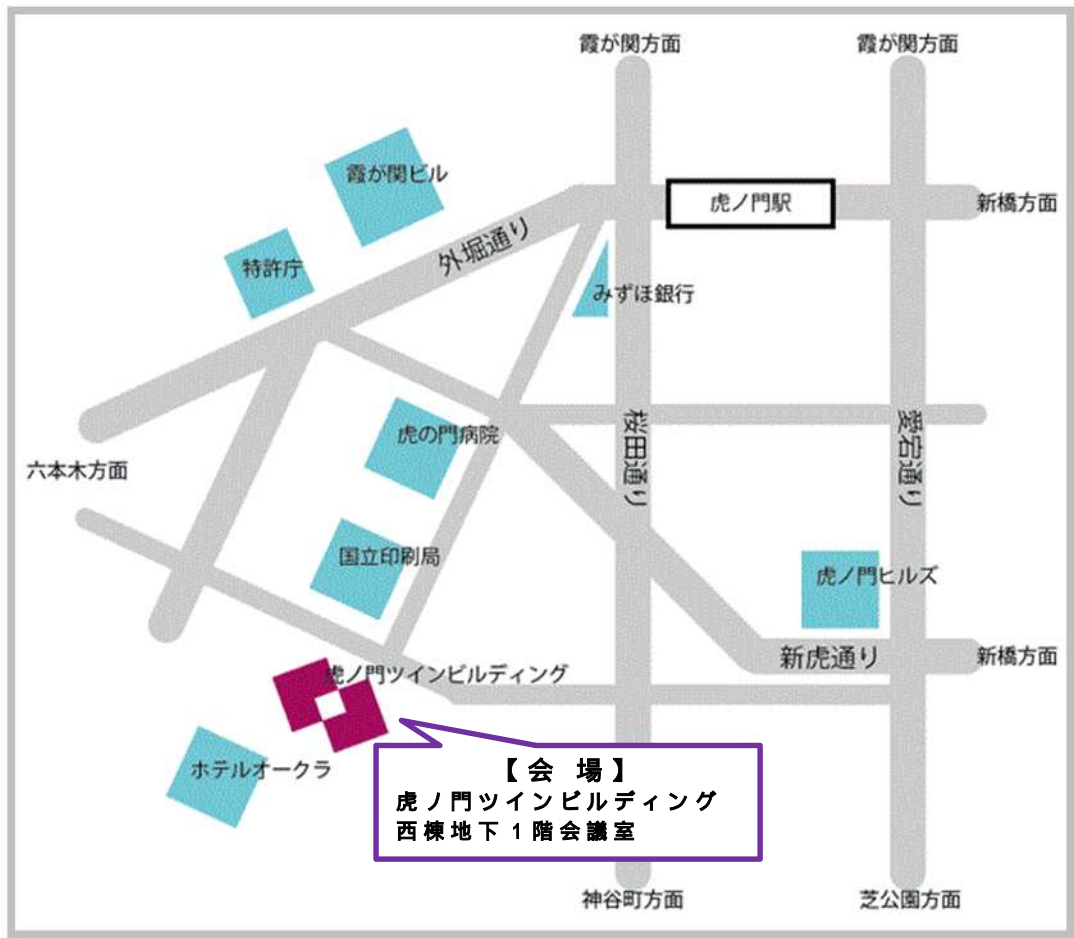 霞が関方面
霞が関方面
霞が関ビル
虎ノ門駅
新橋方面
外堀通り
特許庁
みずほ銀行
虎の門病院
桜田通り
愛宕通り
六本木方面
国立印刷局
虎ノ門ヒルズ
新虎通り
新橋方面
虎ノ門ツインビルディング
ホテルオークラ
【会 場】
虎ノ門ツインビルディング
西棟地下1階会議室
神谷町方面
芝公園方面